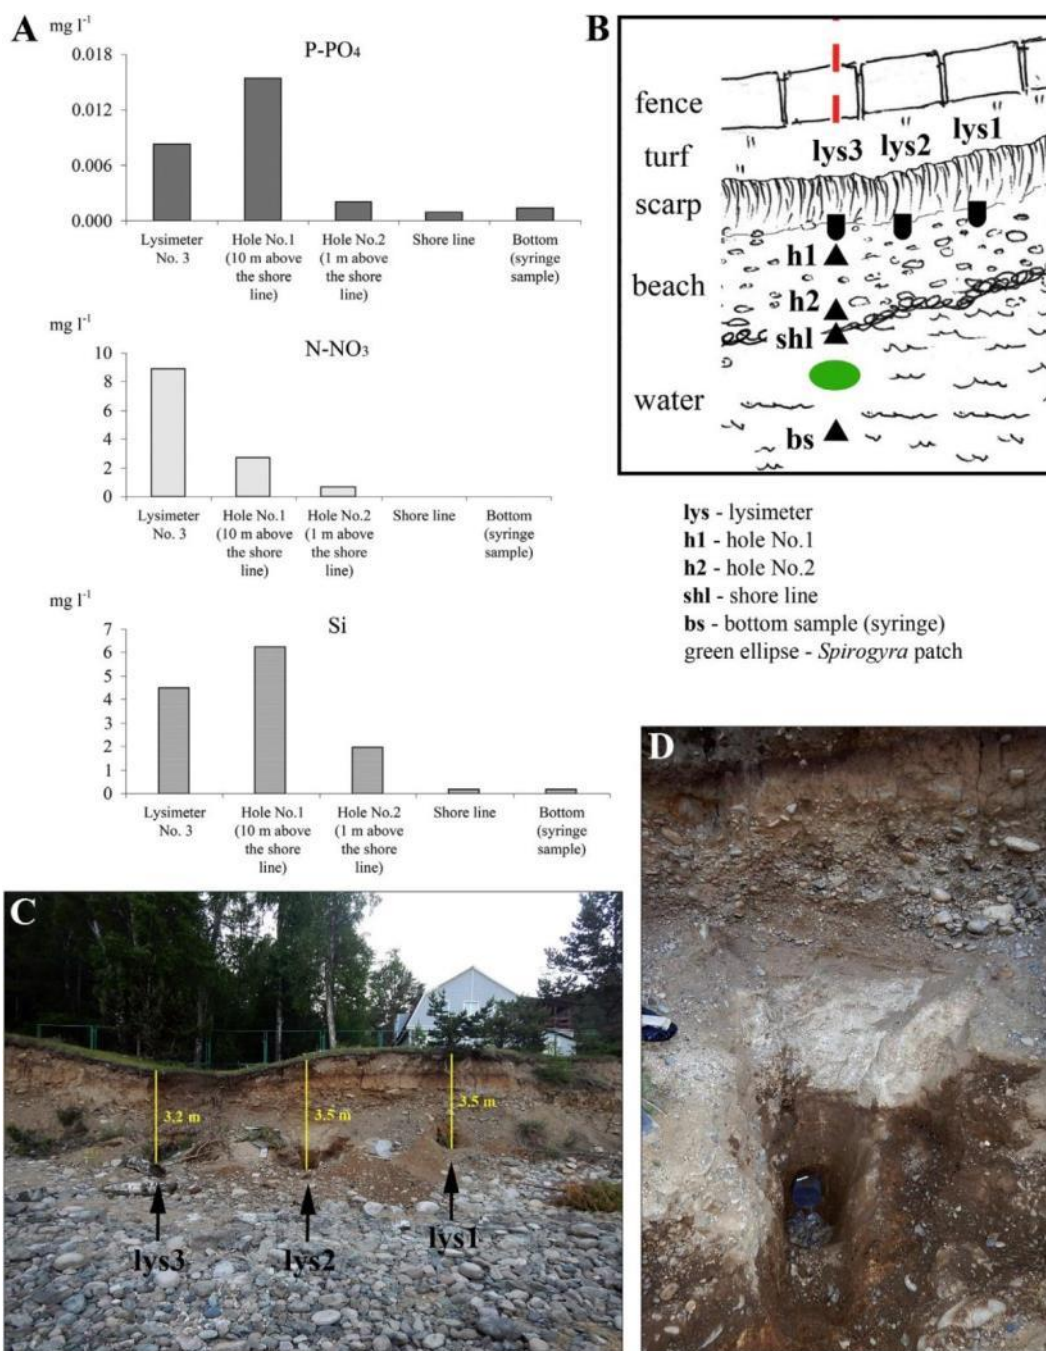 A
mg l-1
P-PO4
0.018
0.012
0.006
0.000
Lysimeter No. 3
Hole No.1 (10 m above the shore line)
Hole No.2 (1 m above the shore line)
Shore line
Bottom (syringe sample)
mg l-1
N-NO3
10
8
6
4
2
0
Lysimeter No. 3
Hole No.1 (10 m above the shore line)
Hole No.2 (1 m above the shore line)
Shore line
Bottom (syringe sample)
mg l-1
Si
7
6
5
4
3
2
1
0
Lysimeter No. 3
Hole No.1 (10 m above the shore line)
Hole No.2 (1 m above the shore line)
Shore line
Bottom (syringe sample)
B
fence
turf
scarp
beach
water
lys3
lys2
lys1
h1
h2
shl
bs
lys - lysimeter
h1 - hole No.1
h2 - hole No.2
shl - shore line
bs - bottom sample (syringe)
green ellipse - Spirogyra patch
C
3.2 m
3.5 m
3.5 m
lys3
lys2
lys1
D